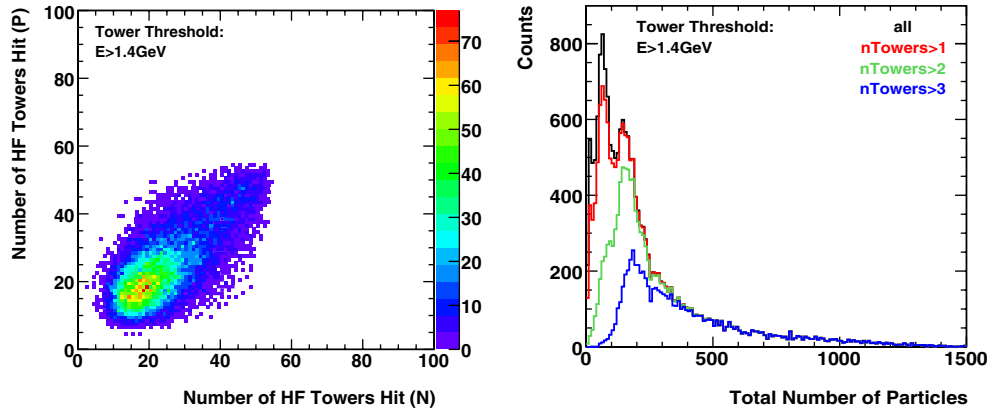 Number of HF Towers Hit (P)
Tower Threshold:
E>1.4GeV
100
80
60
40
20
0
0 20 40 60 80 100
Number of HF Towers Hit (N)
70
60
50
40
30
20
10
0
Counts
Tower Threshold:
E>1.4GeV
all
nTowers>1
nTowers>2
nTowers>3
800
600
400
200
0
0 500 1000 1500
Total Number of Particles